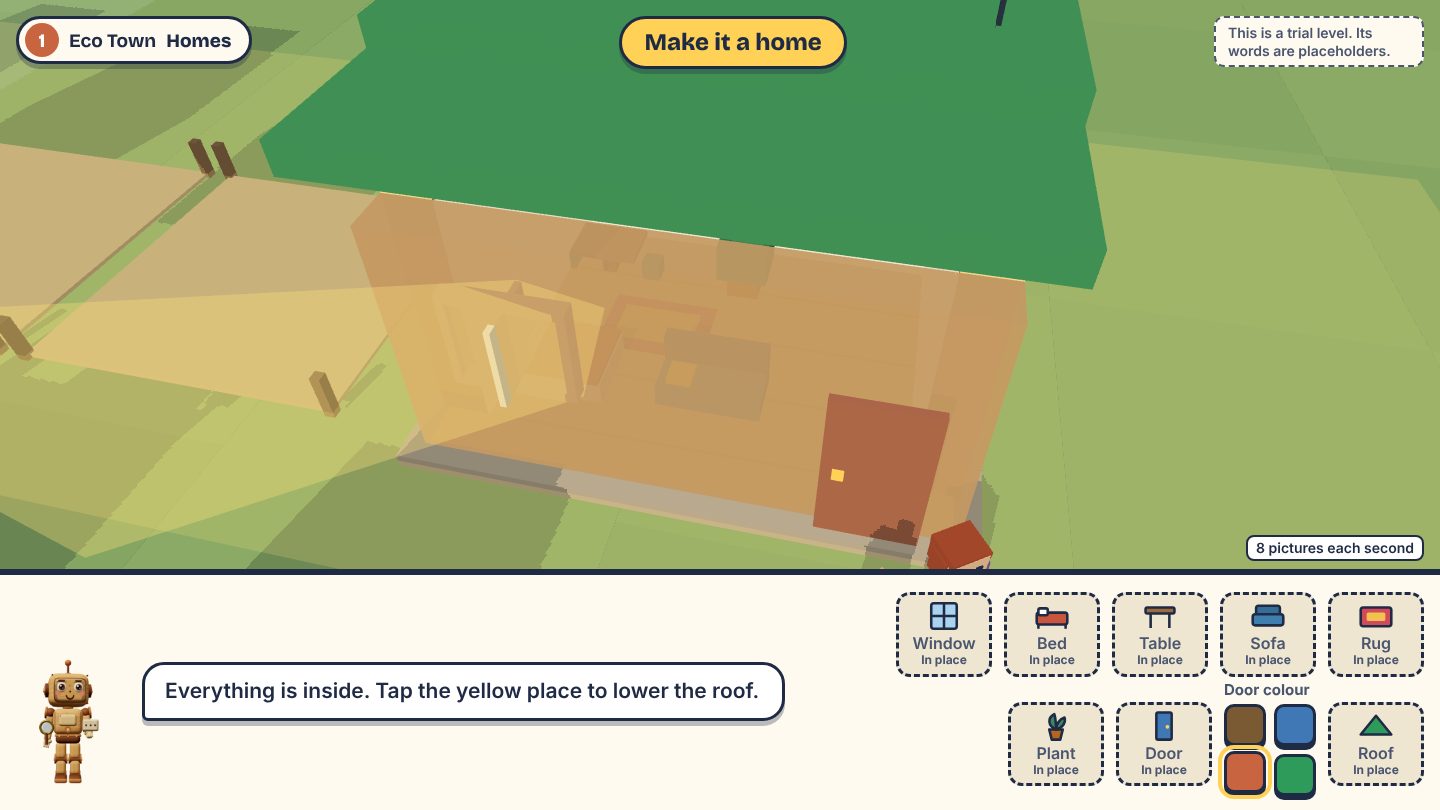 1 Eco Town Homes
Make it a home
This is a trial level. Its
words are placeholders.
8 pictures each second
Everything is inside. Tap the yellow place to lower the roof.
Window
In place
Bed
In place
Table
In place
Sofa
In place
Rug
In place
Plant
In place
Door
In place
Door colour
Roof
In place